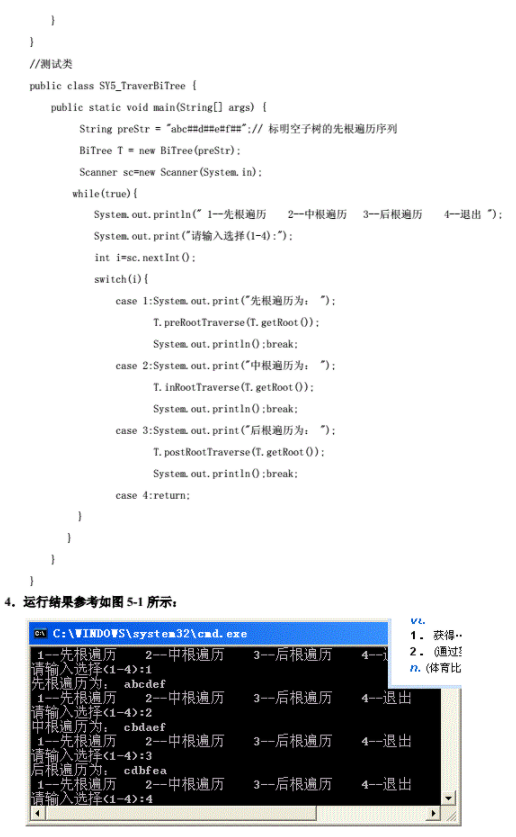 }
}
//测试类
public class SY5_TraverBiTree {
public static void main(String[] args) {
String preStr = "abc##d##e#f##";// 标明空子树的先根遍历序列
BiTree T = new BiTree(preStr);
Scanner sc=new Scanner(System.in);
while(true){
System.out.println(" 1--先根遍历 2--中根遍历 3--后根遍历 4--退出 ");
System.out.print("请输入选择(1-4):");
int i=sc.nextInt();
switch(i){
case 1:System.out.print("先根遍历为: ");
T.preRootTraverse(T.getRoot());
System.out.println();break;
case 2:System.out.print("中根遍历为: ");
T.inRootTraverse(T.getRoot());
System.out.println();break;
case 3:System.out.print("后根遍历为: ");
T.postRootTraverse(T.getRoot());
System.out.println();break;
case 4:return;
}
}
}
}
4．运行结果参考如图 5-1 所示：
C:\WINDOWS\system32\cmd.exe
1--先根遍历 2--中根遍历 3--后根遍历 4--
请输入选择(1-4):1
先根遍历为: abcdef
1--先根遍历 2--中根遍历 3--后根遍历 4--退出
请输入选择(1-4):2
中根遍历为: cbdaef
1--先根遍历 2--中根遍历 3--后根遍历 4--退出
请输入选择(1-4):3
后根遍历为: cdbfea
1--先根遍历 2--中根遍历 3--后根遍历 4--退出
请输入选择(1-4):4
1. 获得…
2. (通过
n. (体育比